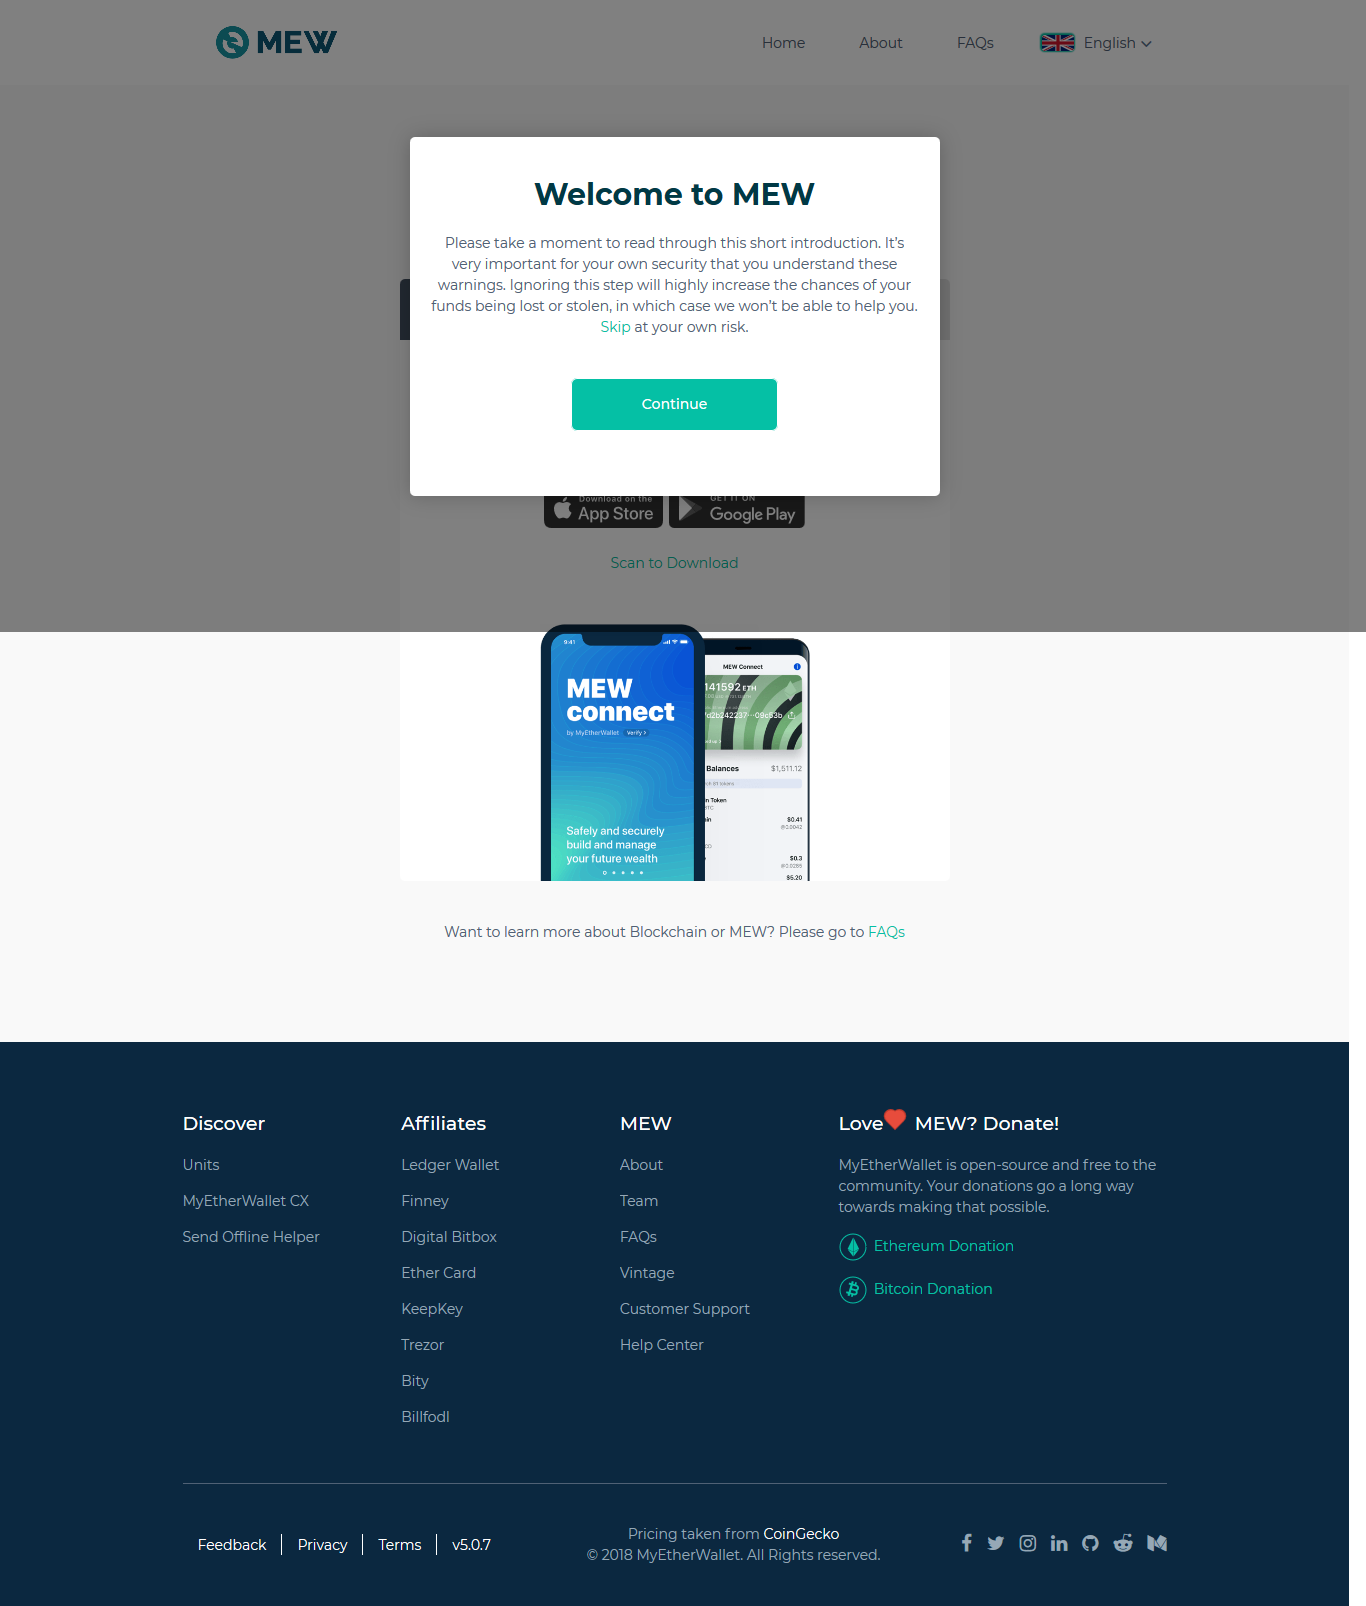 MEW
Home
About
FAQs
English
Welcome to MEW
Please take a moment to read through this short introduction. It's
very important for your own security that you understand these
warnings. Ignoring this step will highly increase the chances of your
funds being lost or stolen, in which case we won't be able to help you.
Skip at your own risk.
Continue
Download on the
App Store
GET IT ON
Google Play
Scan to Download
9:41
MEW
connect
by MyEtherWallet Verify >
Safely and securely
build and manage
your future wealth
MEW Connect
141592 ETH
Balances $1,511.12
$0.41
$0.3
$5.20
Want to learn more about Blockchain or MEW? Please go to FAQs
Discover
Units
MyEtherWallet CX
Send Offline Helper
Affiliates
Ledger Wallet
Finney
Digital Bitbox
Ether Card
KeepKey
Trezor
Bity
Billfodl
MEW
About
Team
FAQs
Vintage
Customer Support
Help Center
Love MEW? Donate!
MyEtherWallet is open-source and free to the
community. Your donations go a long way
towards making that possible.
Ethereum Donation
Bitcoin Donation
Feedback
Privacy
Terms
v5.0.7
Pricing taken from CoinGecko
© 2018 MyEtherWallet. All Rights reserved.